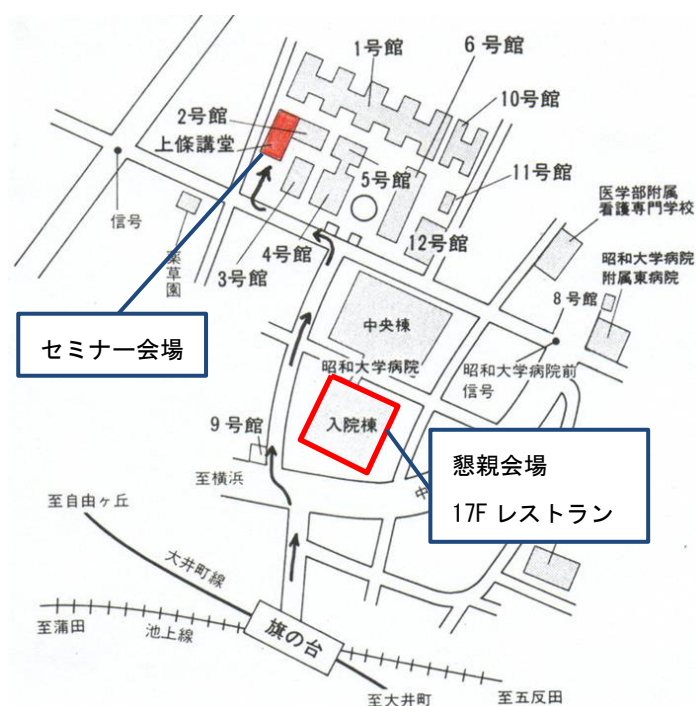 1号館
6号館
10号館
2号館
上條講堂
5号館
11号館
医学部附属
看護専門学校
信号
薬草園
3号館
4号館
12号館
昭和大学病院
附属東病院
8号館
中央棟
セミナー会場
昭和大学病院
昭和大学病院前
信号
入院棟
9号館
懇親会場
17F レストラン
至横浜
中
至自由ヶ丘
大井町線
旗の台
至蒲田
池上線
至大井町
至五反田